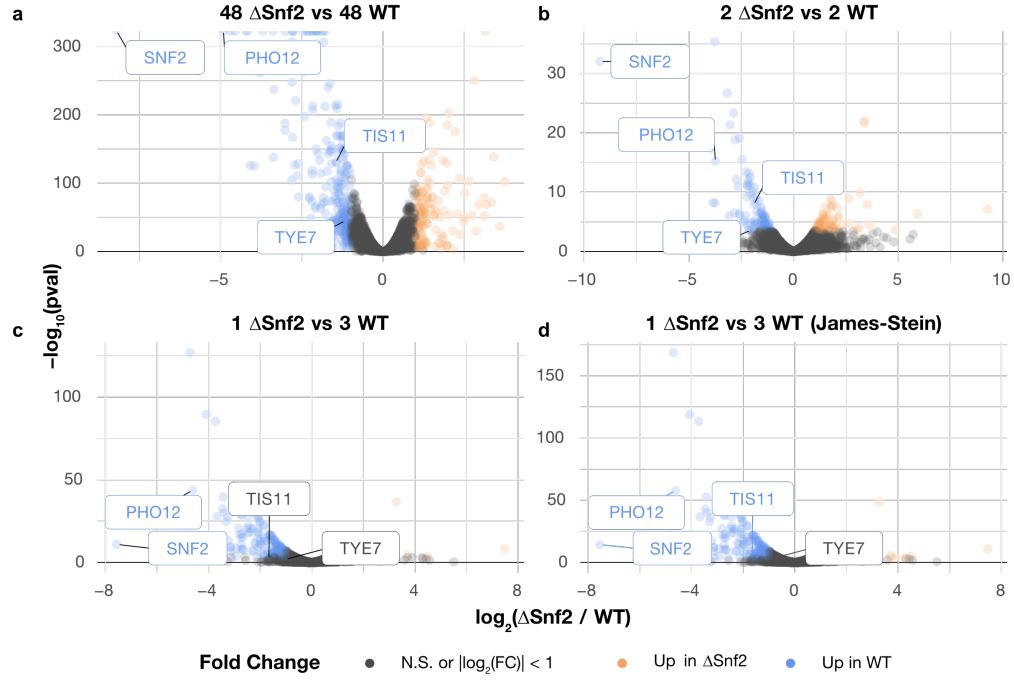 a
48 ΔSnf2 vs 48 WT
300
200
100
0
−5
0
SNF2
PHO12
TIS11
TYE7
b
2 ΔSnf2 vs 2 WT
30
20
10
0
−10
−5
0
5
10
SNF2
PHO12
TIS11
TYE7
−log10(pval)
c
1 ΔSnf2 vs 3 WT
100
50
0
−8
−4
0
4
8
TIS11
PHO12
SNF2
TYE7
d
1 ΔSnf2 vs 3 WT (James-Stein)
150
100
50
0
−8
−4
0
4
8
TIS11
PHO12
SNF2
TYE7
log2(ΔSnf2 / WT)
Fold Change N.S. or |log2(FC)| < 1 Up in ΔSnf2 Up in WT